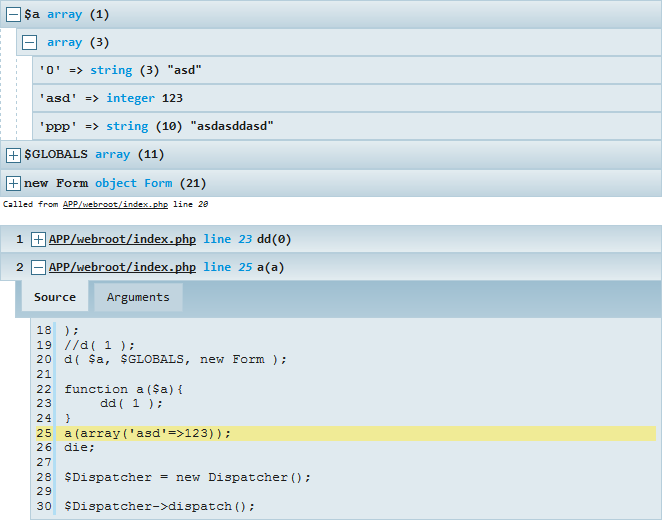 $a array (1)
array (3)
'0' => string (3) "asd"
'asd' => integer 123
'ppp' => string (10) "asdasddasd"
$GLOBALS array (11)
new Form object Form (21)
Called from APP/webroot/index.php line 20
1 APP/webroot/index.php line 23 dd(0)
2 APP/webroot/index.php line 25 a(a)
Source Arguments
18 );
19 //d( 1 );
20 d( $a, $GLOBALS, new Form );
21
22 function a($a){
23 dd( 1 );
24 }
25 a(array('asd'=>123));
26 die;
27
28 $Dispatcher = new Dispatcher();
29
30 $Dispatcher->dispatch();